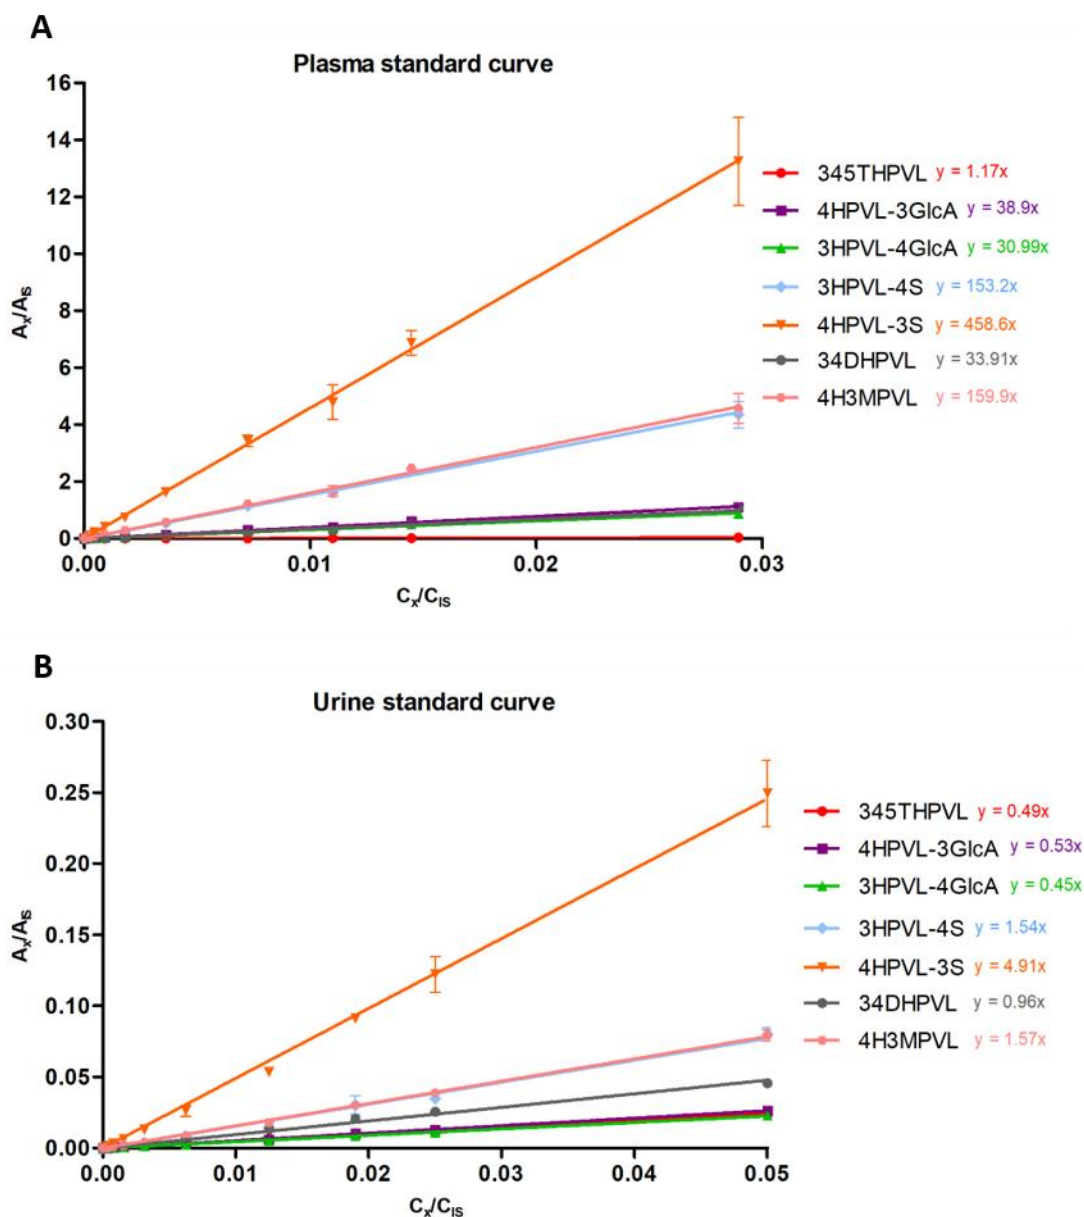 A
Plasma standard curve
16
14
12
10
8
6
4
2
0
Aₓ/A_IS
0.00 0.01 0.02 0.03
Cₓ/C_IS
345THPVL y = 1.17x
4HPVL-3GlcA y = 38.9x
3HPVL-4GlcA y = 30.99x
3HPVL-4S y = 153.2x
4HPVL-3S y = 458.6x
34DHPVL y = 33.91x
4H3MPVL y = 159.9x
B
Urine standard curve
0.30
0.25
0.20
0.15
0.10
0.05
0.00
Aₓ/A_IS
0.00 0.01 0.02 0.03 0.04 0.05
Cₓ/C_IS
345THPVL y = 0.49x
4HPVL-3GlcA y = 0.53x
3HPVL-4GlcA y = 0.45x
3HPVL-4S y = 1.54x
4HPVL-3S y = 4.91x
34DHPVL y = 0.96x
4H3MPVL y = 1.57x